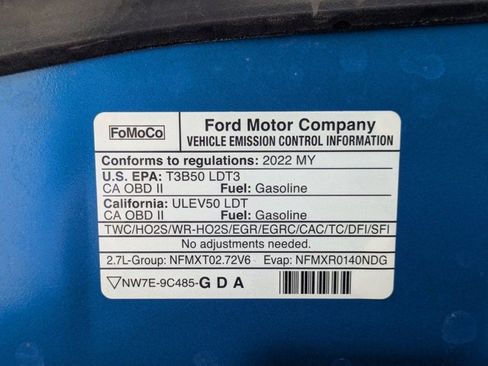 FoMoCo
Ford Motor Company
VEHICLE EMISSION CONTROL INFORMATION
Conforms to regulations: 2022 MY
U.S. EPA: T3B50 LDT3
CA OBD II Fuel: Gasoline
California: ULEV50 LDT
CA OBD II Fuel: Gasoline
TWC/HO2S/WR-HO2S/EGR/EGRC/CAC/TC/DFI/SFI
No adjustments needed.
2.7L-Group: NFMXT02.72V6 Evap: NFMXR0140NDG
▽NW7E-9C485-G D A